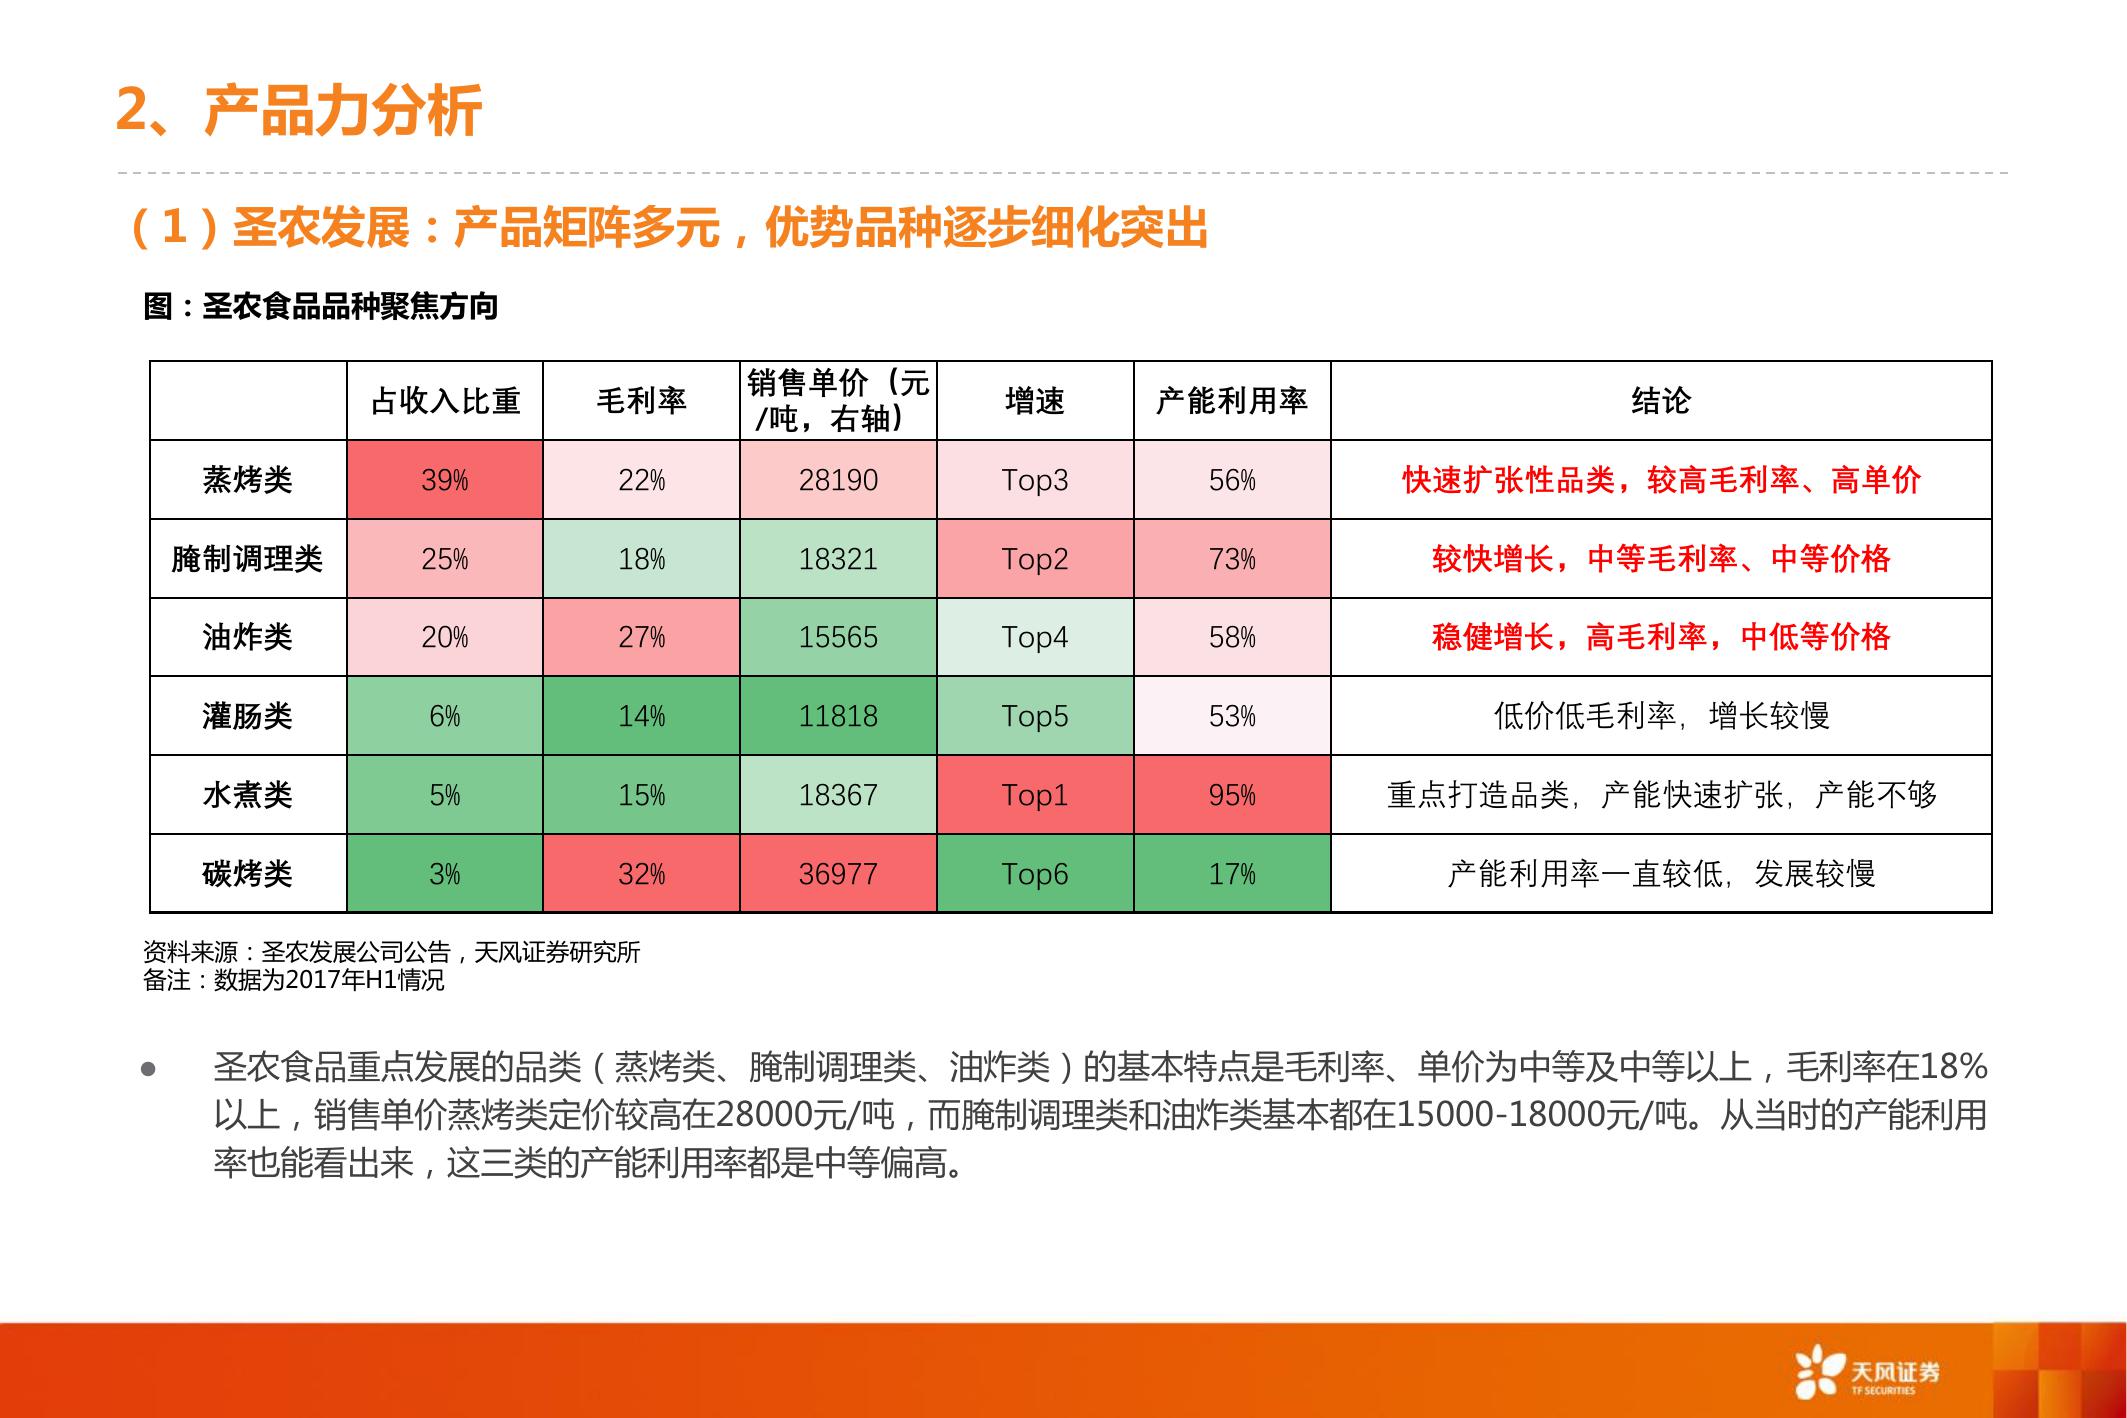 2、产品力分析
（1）圣农发展：产品矩阵多元，优势品种逐步细化突出
图：圣农食品品种聚焦方向
占收入比重 毛利率 销售单价（元/吨，右轴） 增速 产能利用率 结论
蒸烤类 39% 22% 28190 Top3 56% 快速扩张性品类，较高毛利率、高单价
腌制调理类 25% 18% 18321 Top2 73% 较快增长，中等毛利率、中等价格
油炸类 20% 27% 15565 Top4 58% 稳健增长，高毛利率，中低等价格
灌肠类 6% 14% 11818 Top5 53% 低价低毛利率，增长较慢
水煮类 5% 15% 18367 Top1 95% 重点打造品类，产能快速扩张，产能不够
碳烤类 3% 32% 36977 Top6 17% 产能利用率一直较低，发展较慢
资料来源：圣农发展公司公告，天风证券研究所
备注：数据为2017年H1情况
● 圣农食品重点发展的品类（蒸烤类、腌制调理类、油炸类）的基本特点是毛利率、单价为中等及中等以上，毛利率在18%
以上，销售单价蒸烤类定价较高在28000元/吨，而腌制调理类和油炸类基本都在15000-18000元/吨。从当时的产能利用
率也能看出来，这三类的产能利用率都是中等偏高。
天风证券
TF SECURITIES